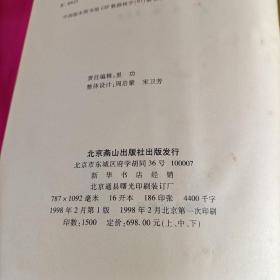 责任编辑：里 功
整体设计：周启蒙 宋卫芳
北京燕山出版社出版发行
北京市东城区府学胡同36号 100007
新 华 书 店 经 销
北京通县曙光印刷装订厂
787×1092毫米 16开本 186印张 4400千字
1998年2月第1版 1998年2月北京第一次印刷
印数：1500 定价：698.00元(上、中、下)